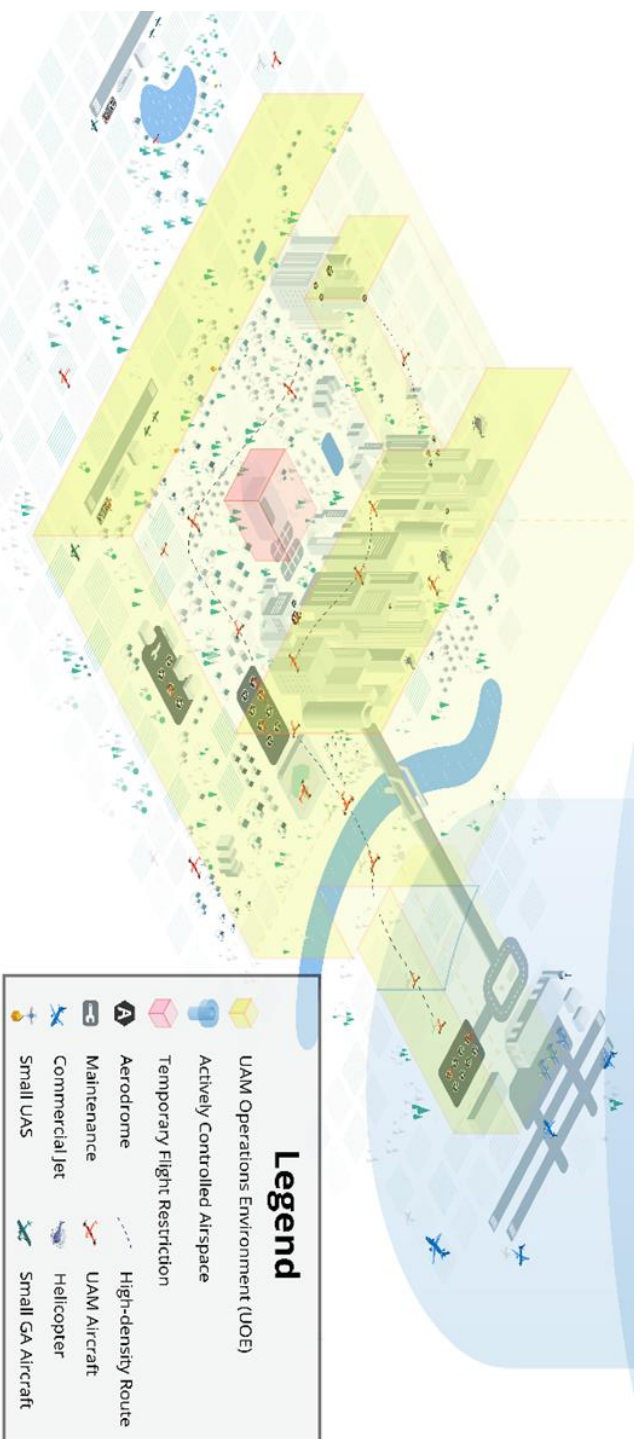 Legend
UAM Operations Environment (UOE)
Actively Controlled Airspace
Temporary Flight Restriction
A Aerodrome
High-density Route
Maintenance
UAM Aircraft
Commercial Jet
Helicopter
Small UAS
Small GA Aircraft